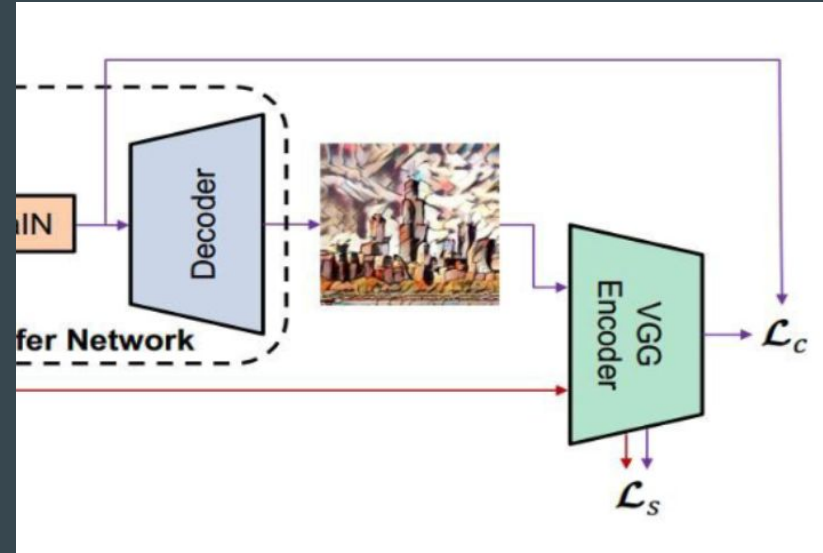 Decoder
IN
fer Network
VGG
Encoder
ℒc
ℒs